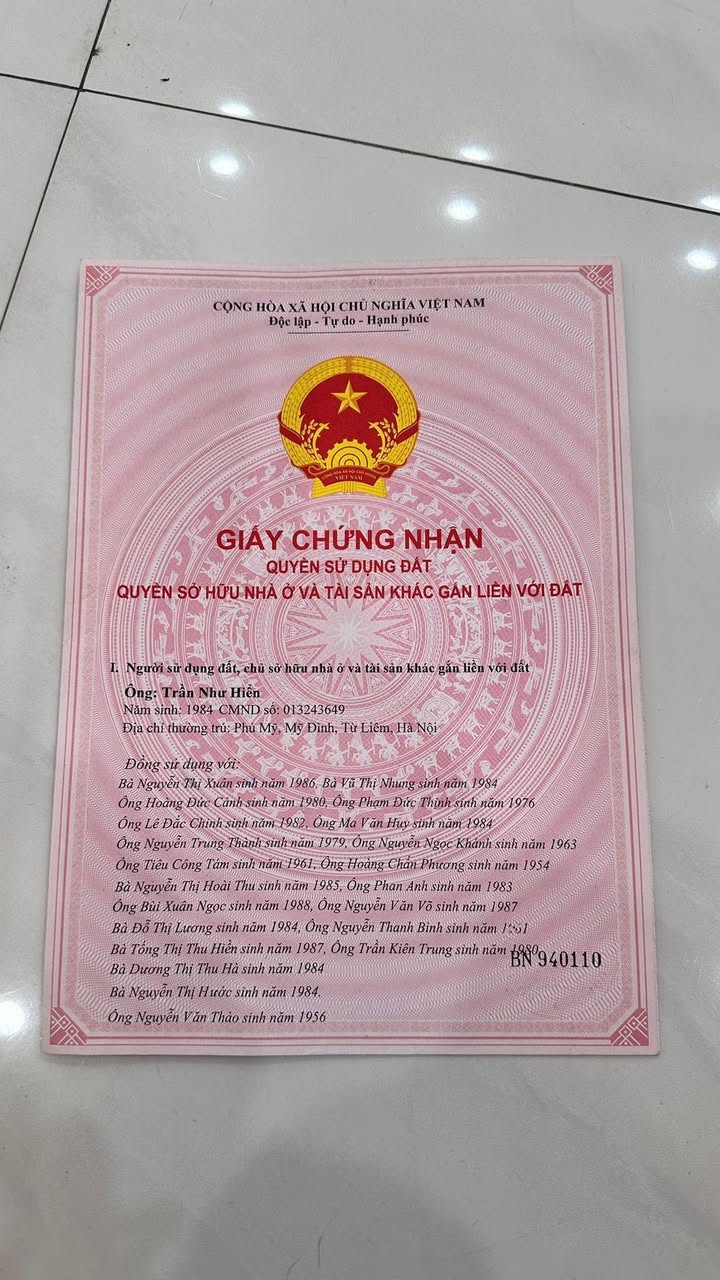 CỘNG HÒA XÃ HỘI CHỦ NGHĨA VIỆT NAM
Độc lập - Tự do - Hạnh phúc
CỘNG HÒA XÃ HỘI CHỦ NGHĨA
VIỆT NAM
GIẤY CHỨNG NHẬN
QUYỀN SỬ DỤNG ĐẤT
QUYỀN SỞ HỮU NHÀ Ở VÀ TÀI SẢN KHÁC GẮN LIỀN VỚI ĐẤT
I. Người sử dụng đất, chủ sở hữu nhà ở và tài sản khác gắn liền với đất
Ông: Trần Như Hiển
Năm sinh: 1984 CMND số: 013243649
Địa chỉ thường trú: Phú Mỹ, Mỹ Đình, Từ Liêm, Hà Nội
Đồng sử dụng với:
Bà Nguyễn Thị Xuân sinh năm 1986, Bà Vũ Thị Nhung sinh năm 1984
Ông Hoàng Đức Cảnh sinh năm 1980, Ông Phạm Đức Thịnh sinh năm 1976
Ông Lê Đắc Chinh sinh năm 1982, Ông Ma Văn Huy sinh năm 1984
Ông Nguyễn Trung Thành sinh năm 1979, Ông Nguyễn Ngọc Khánh sinh năm 1963
Ông Tiêu Công Tám sinh năm 1961, Ông Hoàng Chấn Phương sinh năm 1954
Bà Nguyễn Thị Hoài Thu sinh năm 1985, Ông Phan Anh sinh năm 1983
Ông Bùi Xuân Ngọc sinh năm 1988, Ông Nguyễn Văn Võ sinh năm 1987
Bà Đỗ Thị Lương sinh năm 1984, Ông Nguyễn Thanh Bình sinh năm
Bà Tống Thị Thu Hiền sinh năm 1987, Ông Trần Kiên Trung sinh năm 1980
BN 940110
Bà Dương Thị Thu Hà sinh năm 1984
Bà Nguyễn Thị Hước sinh năm 1984.
Ông Nguyễn Văn Thảo sinh năm 1956